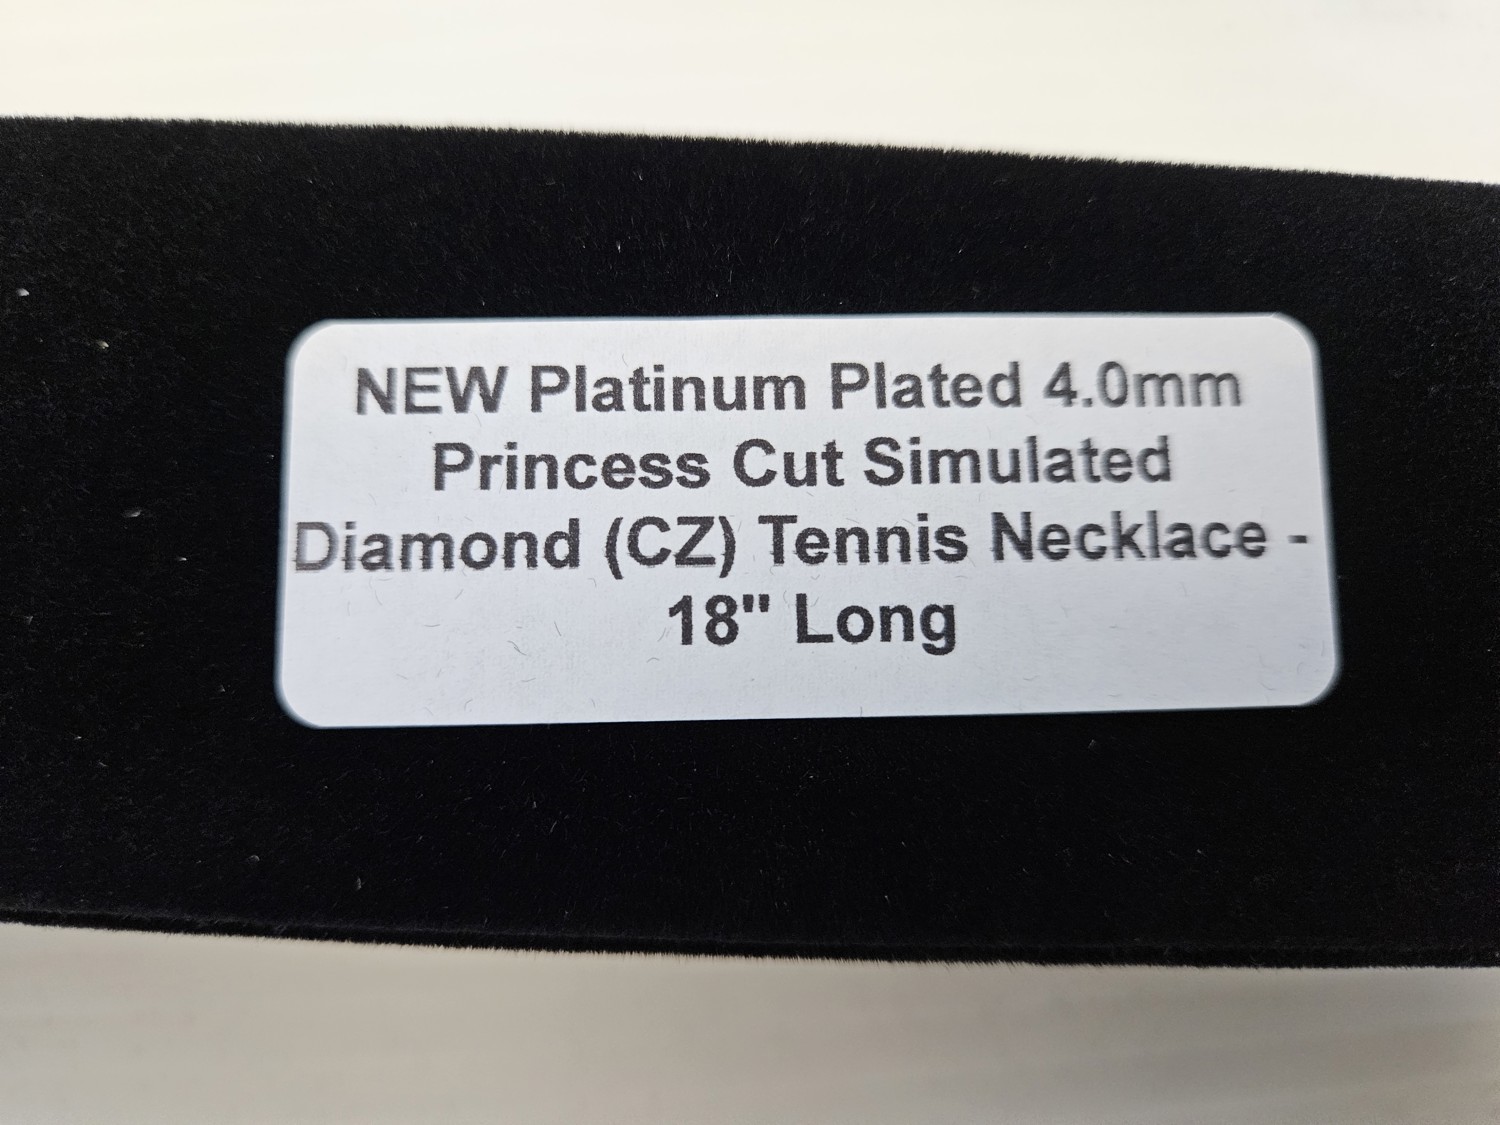 NEW Platinum Plated 4.0mm
Princess Cut Simulated
Diamond (CZ) Tennis Necklace -
18" Long